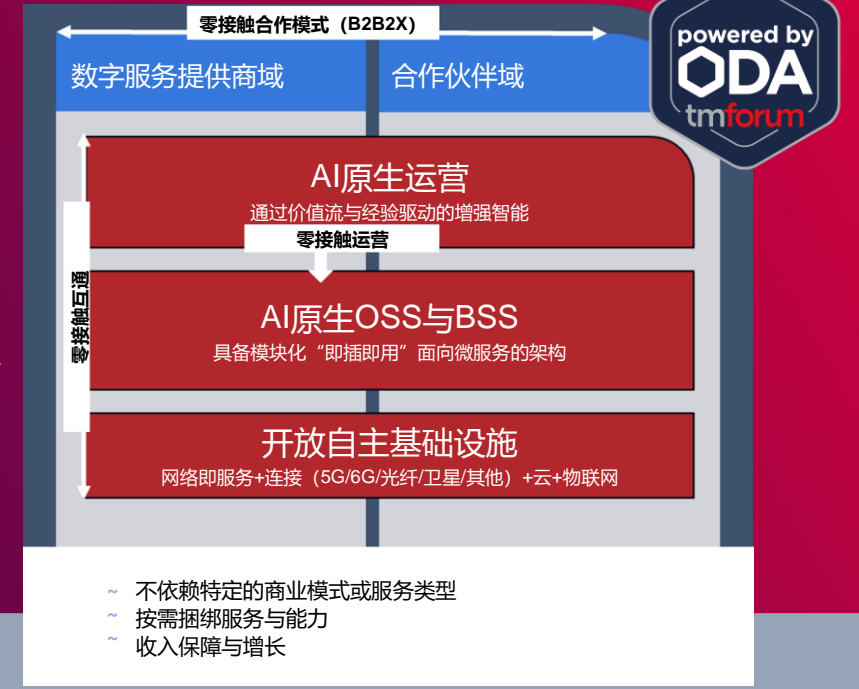 零接触合作模式（B2B2X）
powered by
ODA
tmforum
数字服务提供商域
合作伙伴域
AI原生运营
通过价值流与经验驱动的增强智能
零接触运营
零接触互通
AI原生OSS与BSS
具备模块化“即插即用”面向微服务的架构
开放自主基础设施
网络即服务+连接（5G/6G/光纤/卫星/其他）+云+物联网
~ 不依赖特定的商业模式或服务类型
~ 按需捆绑服务与能力
~ 收入保障与增长